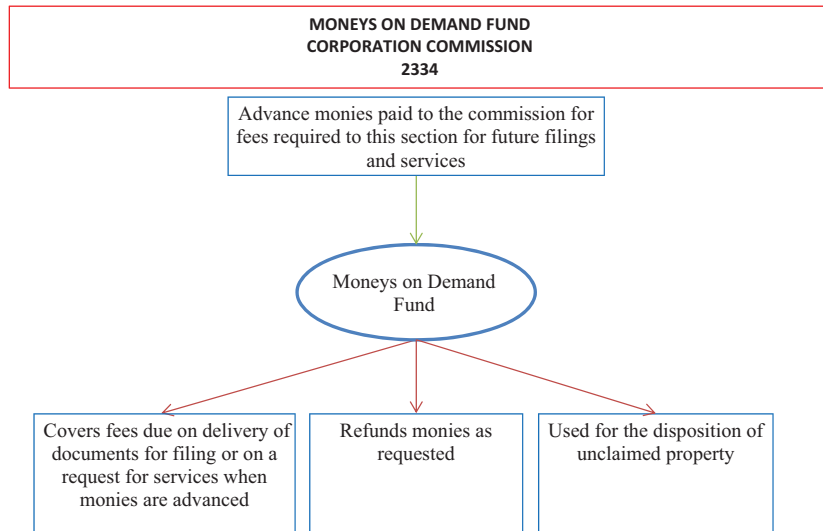 MONEYS ON DEMAND FUND
CORPORATION COMMISSION
2334
Advance monies paid to the commission for
fees required to this section for future filings
and services
Moneys on Demand
Fund
Covers fees due on delivery of
documents for filing or on a
request for services when
monies are advanced
Refunds monies as
requested
Used for the disposition of
unclaimed property